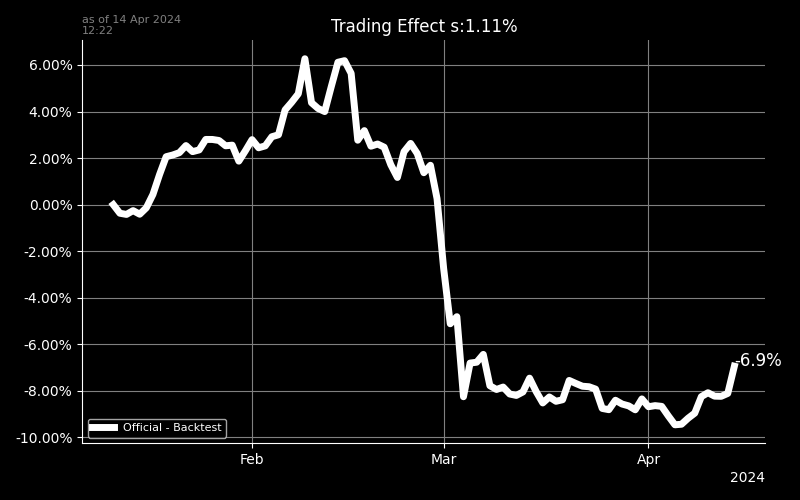 as of 14 Apr 2024
12:22
Trading Effect s:1.11%
6.00%
4.00%
2.00%
0.00%
-2.00%
-4.00%
-6.00%
-8.00%
-10.00%
-6.9%
Official - Backtest
Feb
Mar
Apr
2024